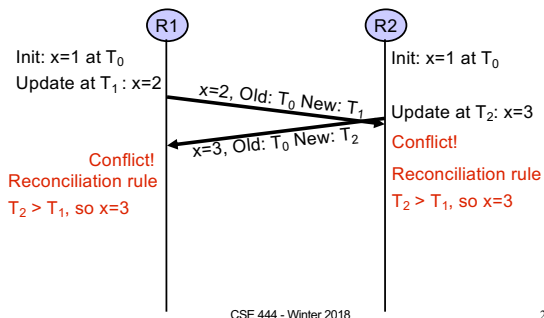 R1
R2
Init: x=1 at T₀
Update at T₁ : x=2
Init: x=1 at T₀
x=2, Old: T₀ New: T₁
Update at T₂: x=3
x=3, Old: T₀ New: T₂
Conflict!
Reconciliation rule
T₂ > T₁, so x=3
Conflict!
Reconciliation rule
T₂ > T₁, so x=3
CSE 444 - Winter 2018
2